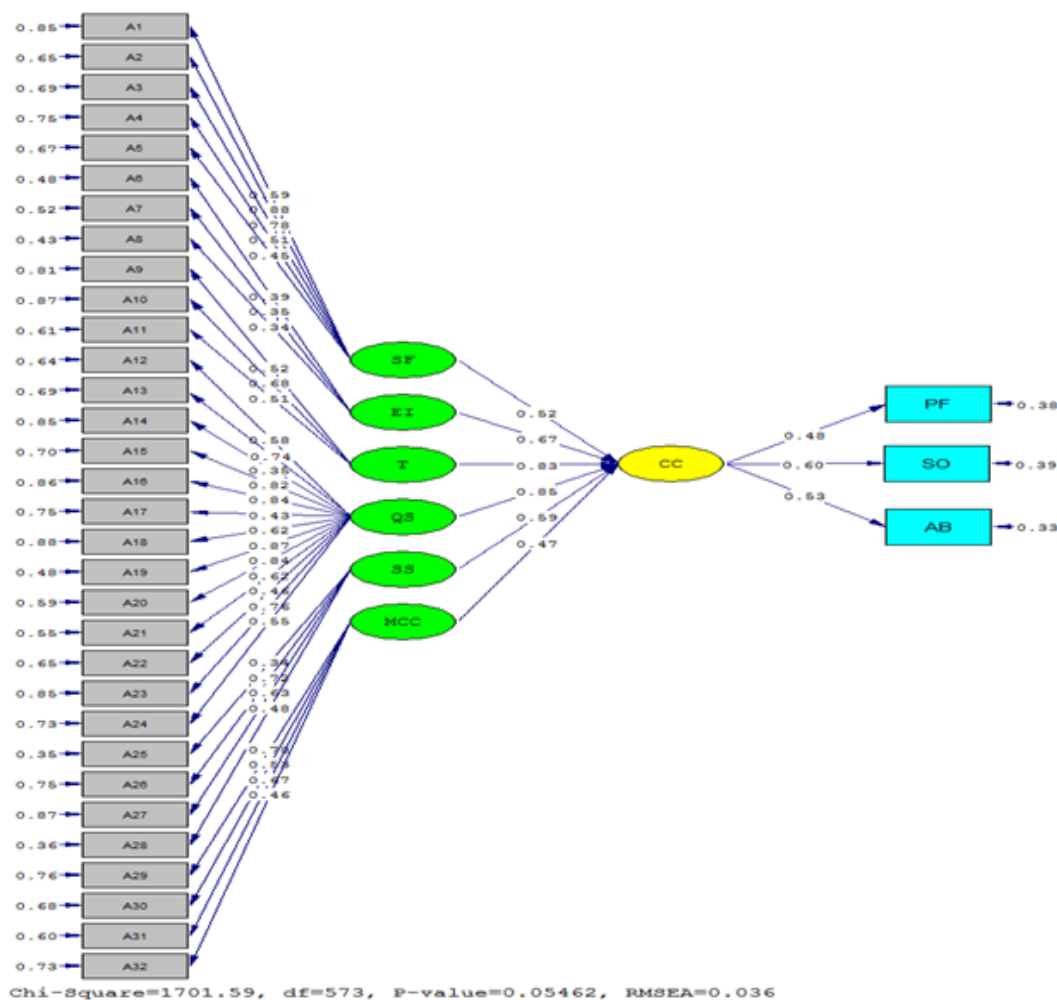 0.85 A1
0.65 A2
0.69 A3
0.75 A4
0.67 A5
0.48 A6
0.52 A7
0.43 A8
0.81 A9
0.87 A10
0.61 A11
0.64 A12
0.69 A13
0.85 A14
0.70 A15
0.86 A16
0.75 A17
0.88 A18
0.48 A19
0.59 A20
0.55 A21
0.65 A22
0.85 A23
0.73 A24
0.35 A25
0.75 A26
0.87 A27
0.36 A28
0.76 A29
0.68 A30
0.60 A31
0.73 A32
0.59
0.88
0.78
0.51
0.45
0.39
0.35
0.34
0.52
0.68
0.51
0.58
0.74
0.35
0.82
0.84
0.43
0.62
0.87
0.84
0.62
0.76
0.55
0.34
0.72
0.63
0.48
0.67
0.46
SF
EI
T
QS
SS
MCC
0.52
0.67
0.83
0.85
0.59
0.47
CC
0.48
0.60
0.53
PF 0.38
SO 0.39
AB 0.33
Chi-Square=1701.59, df=573, P-value=0.05462, RMSEA=0.036